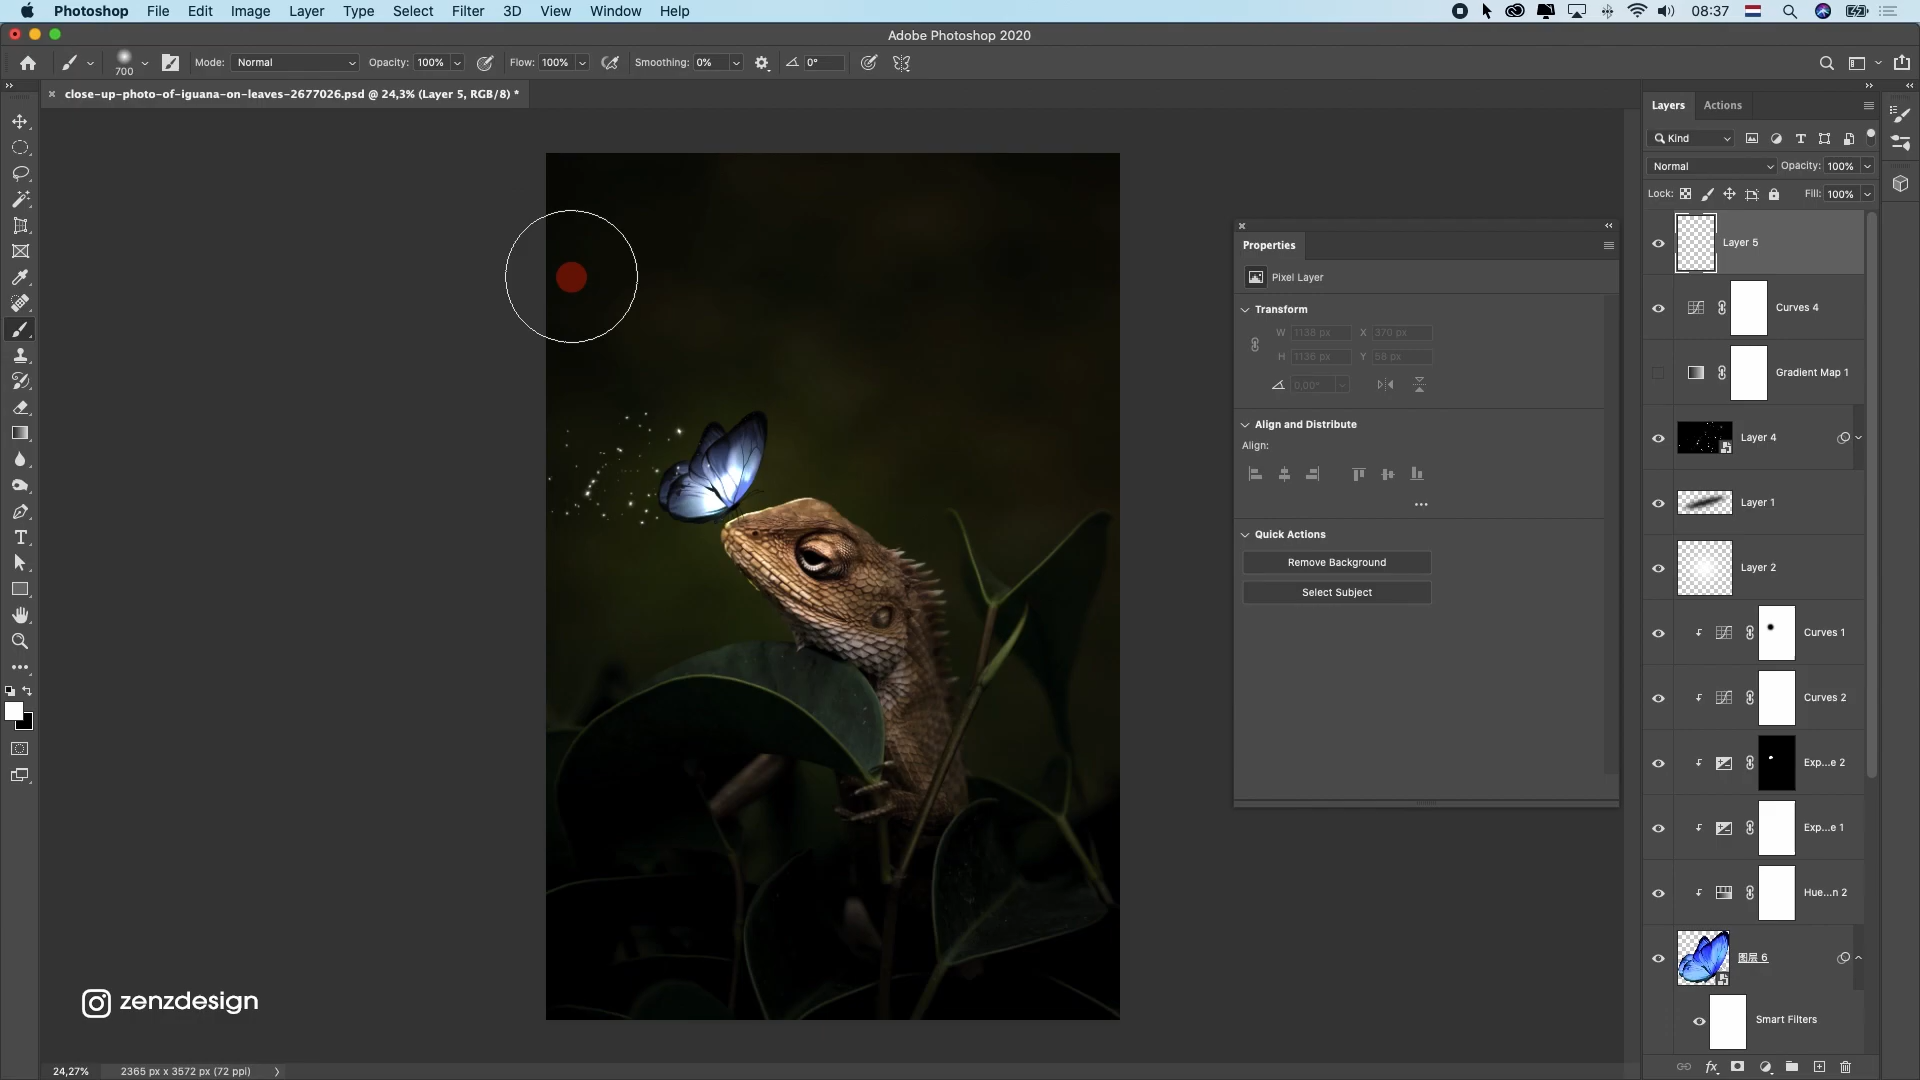 Photoshop File Edit Image Layer Type Select Filter 3D View Window Help 08:37
Adobe Photoshop 2020
700 Mode: Normal Opacity: 100% Flow: 100% Smoothing: 0% 0°
close-up-photo-of-iguana-on-leaves-2677026.psd @ 24,3% (Layer 5, RGB/8) *
Layers Actions
Kind
Normal Opacity: 100%
Lock: Fill: 100%
Layer 5
Curves 4
Gradient Map 1
Layer 4
Layer 1
Layer 2
Curves 1
Curves 2
Exp...e 2
Exp...e 1
Hue...n 2
图层 6
Smart Filters
Properties
Pixel Layer
Transform
W 1138 px X 370 px
H 1136 px Y 58 px
0,00°
Align and Distribute
Align:
Quick Actions
Remove Background
Select Subject
zenzdesign
24,27% 2365 px x 3572 px (72 ppi)